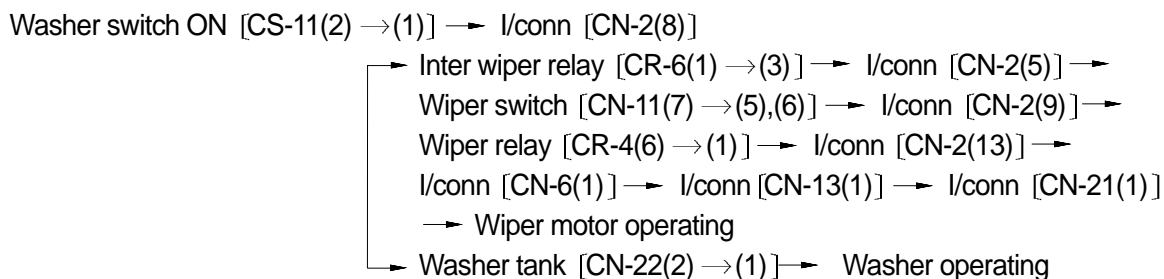 Washer switch ON [CS-11(2) →(1)] → I/conn [CN-2(8)]
→ Inter wiper relay [CR-6(1) →(3)] → I/conn [CN-2(5)] →
Wiper switch [CN-11(7) →(5),(6)] → I/conn [CN-2(9)] →
Wiper relay [CR-4(6) →(1)] → I/conn [CN-2(13)] →
I/conn [CN-6(1)] → I/conn [CN-13(1)] → I/conn [CN-21(1)]
→ Wiper motor operating
→ Washer tank [CN-22(2) →(1)] → Washer operating